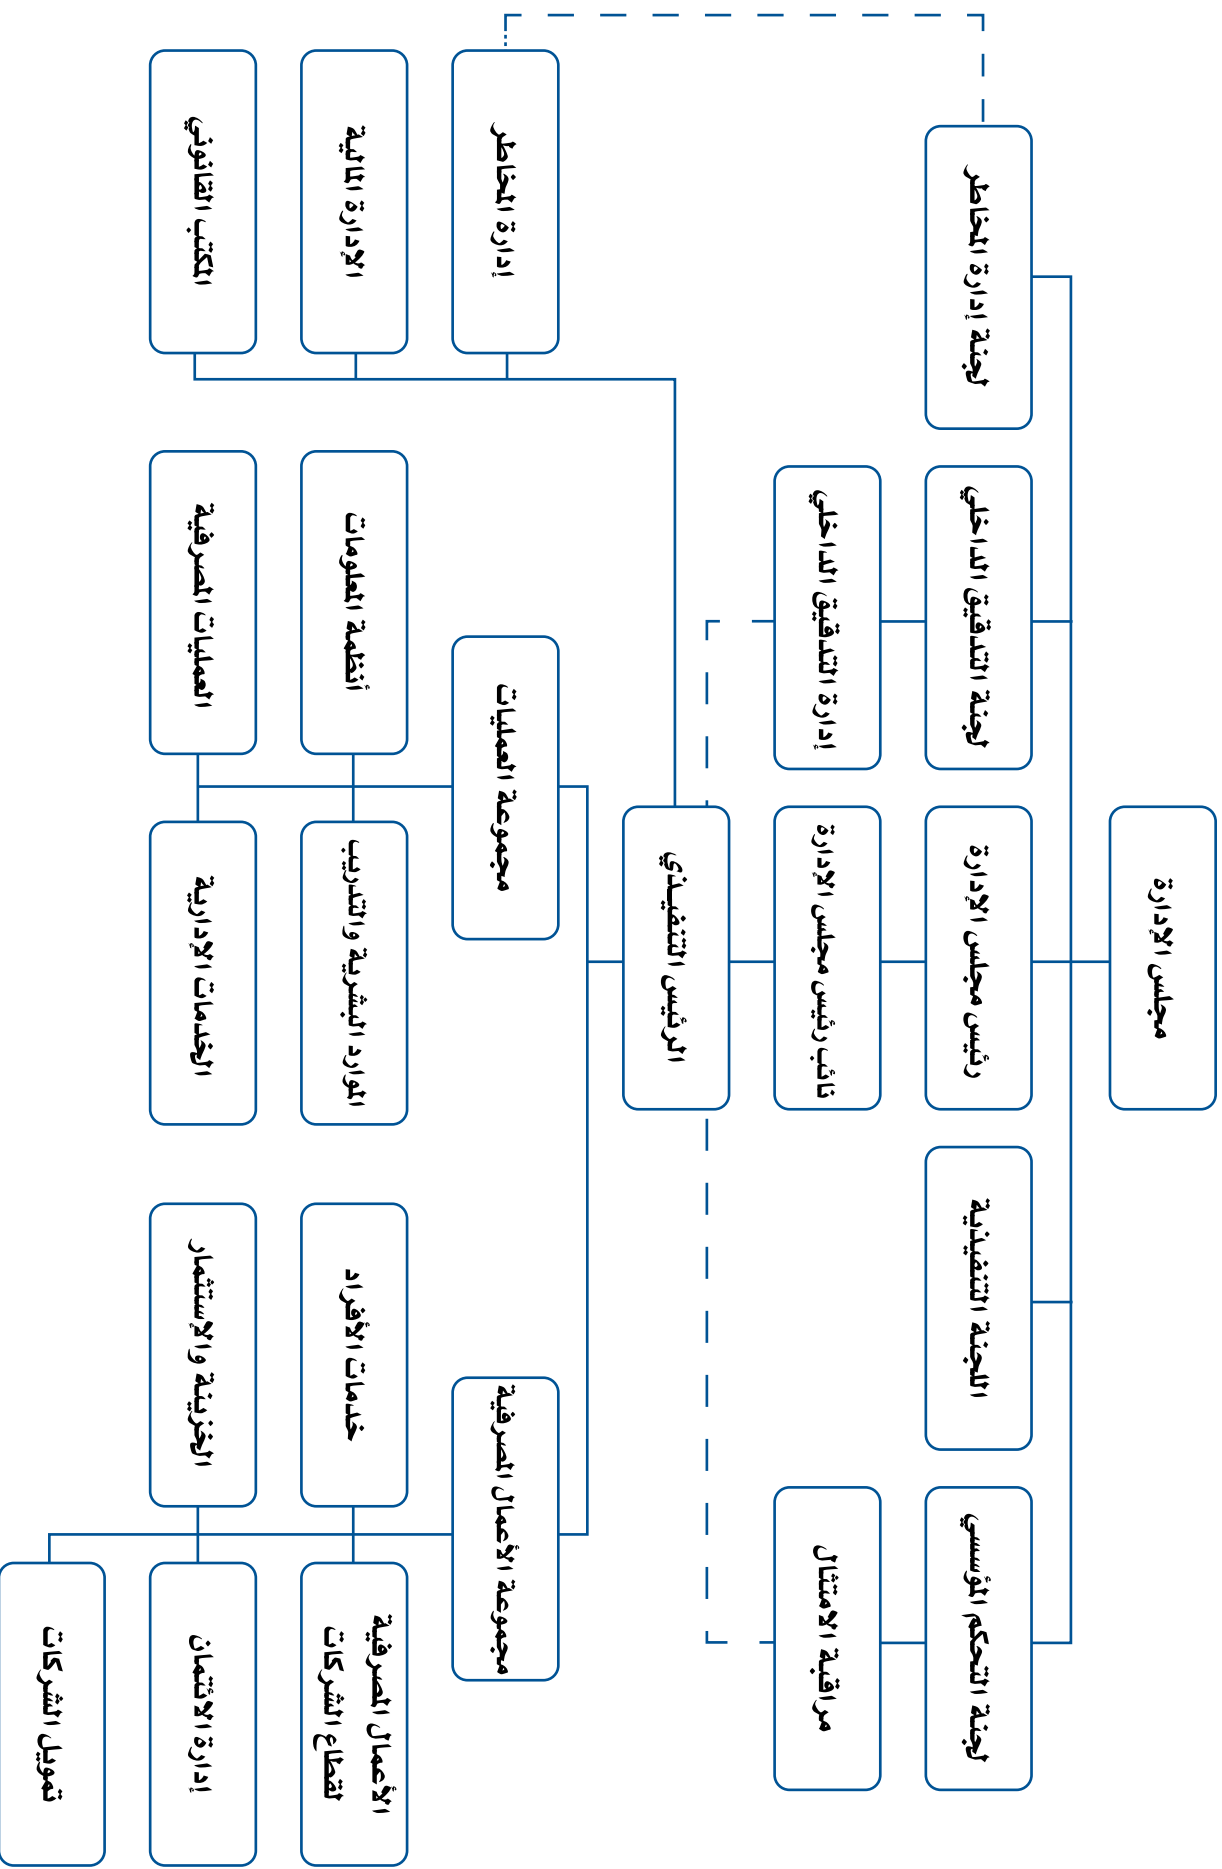 مجلس الإدارة
لجنة إدارة المخاطر
لجنة التدقيق الداخلي
رئيس مجلس الإدارة
اللجنة التنفيذية
لجنة التحكم المؤسسي
إدارة التدقيق الداخلي
نائب رئيس مجلس الإدارة
مراقبة الامتثال
الرئيس التنفيـذي
إدارة المخاطر
الإدارة المالية
المكتب القانوني
مجموعة العمليات
أنظمة المعلومات
العمليات المصرفية
الموارد البشرية والتدريب
الخدمات الإدارية
مجموعة الأعمال المصرفية
خدمات الأفراد
الخزينة والإستثمار
الأعمال المصرفية
لقطاع الشركات
إدارة الائتمان
تمويل الشركات